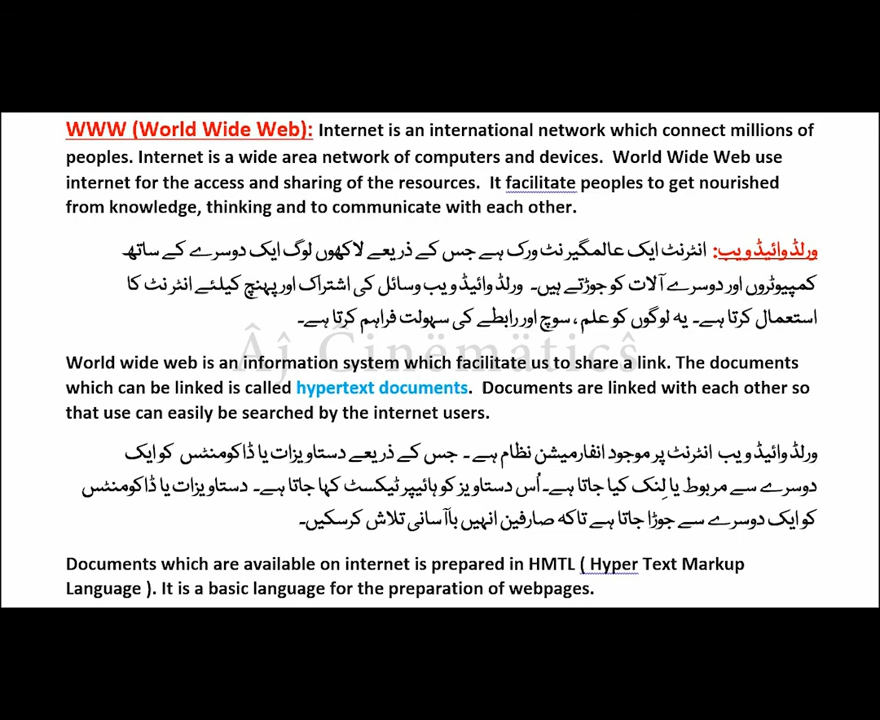 WWW (World Wide Web): Internet is an international network which connect millions of
peoples. Internet is a wide area network of computers and devices. World Wide Web use
internet for the access and sharing of the resources. It facilitate peoples to get nourished
from knowledge, thinking and to communicate with each other.
ورلڈ وائیڈ ویب: انٹرنٹ ایک عالمگیر نٹ ورک ہے جس کے ذریعے لاکھوں لوگ ایک دوسرے کے ساتھ
کمپیوٹروں اور دوسرے آلات کو جوڑتے ہیں۔ ورلڈ وائیڈ ویب وسائل کی اشتراک اور پہنچ کیلئے انٹر نٹ کا
استعمال کرتا ہے۔ یہ لوگوں کو علم ، سوچ اور رابطے کی سہولت فراہم کرتا ہے۔
Âj Cinëmäticŝ
World wide web is an information system which facilitate us to share a link. The documents
which can be linked is called hypertext documents. Documents are linked with each other so
that use can easily be searched by the internet users.
ورلڈ وائیڈ ویب انٹرنٹ پر موجود انفارمیشن نظام ہے ۔ جس کے ذریعے دستاویزات یا ڈاکومنٹس کو ایک
دوسرے سے مربوط یا لِنک کیا جاتا ہے۔ اُس دستاویز کو ہائیپر ٹیکسٹ کہا جاتا ہے۔ دستاویزات یا ڈاکومنٹس
کو ایک دوسرے سے جوڑا جاتا ہے تاکہ صارفین انہیں باآسانی تلاش کرسکیں۔
Documents which are available on internet is prepared in HMTL ( Hyper Text Markup
Language ). It is a basic language for the preparation of webpages.